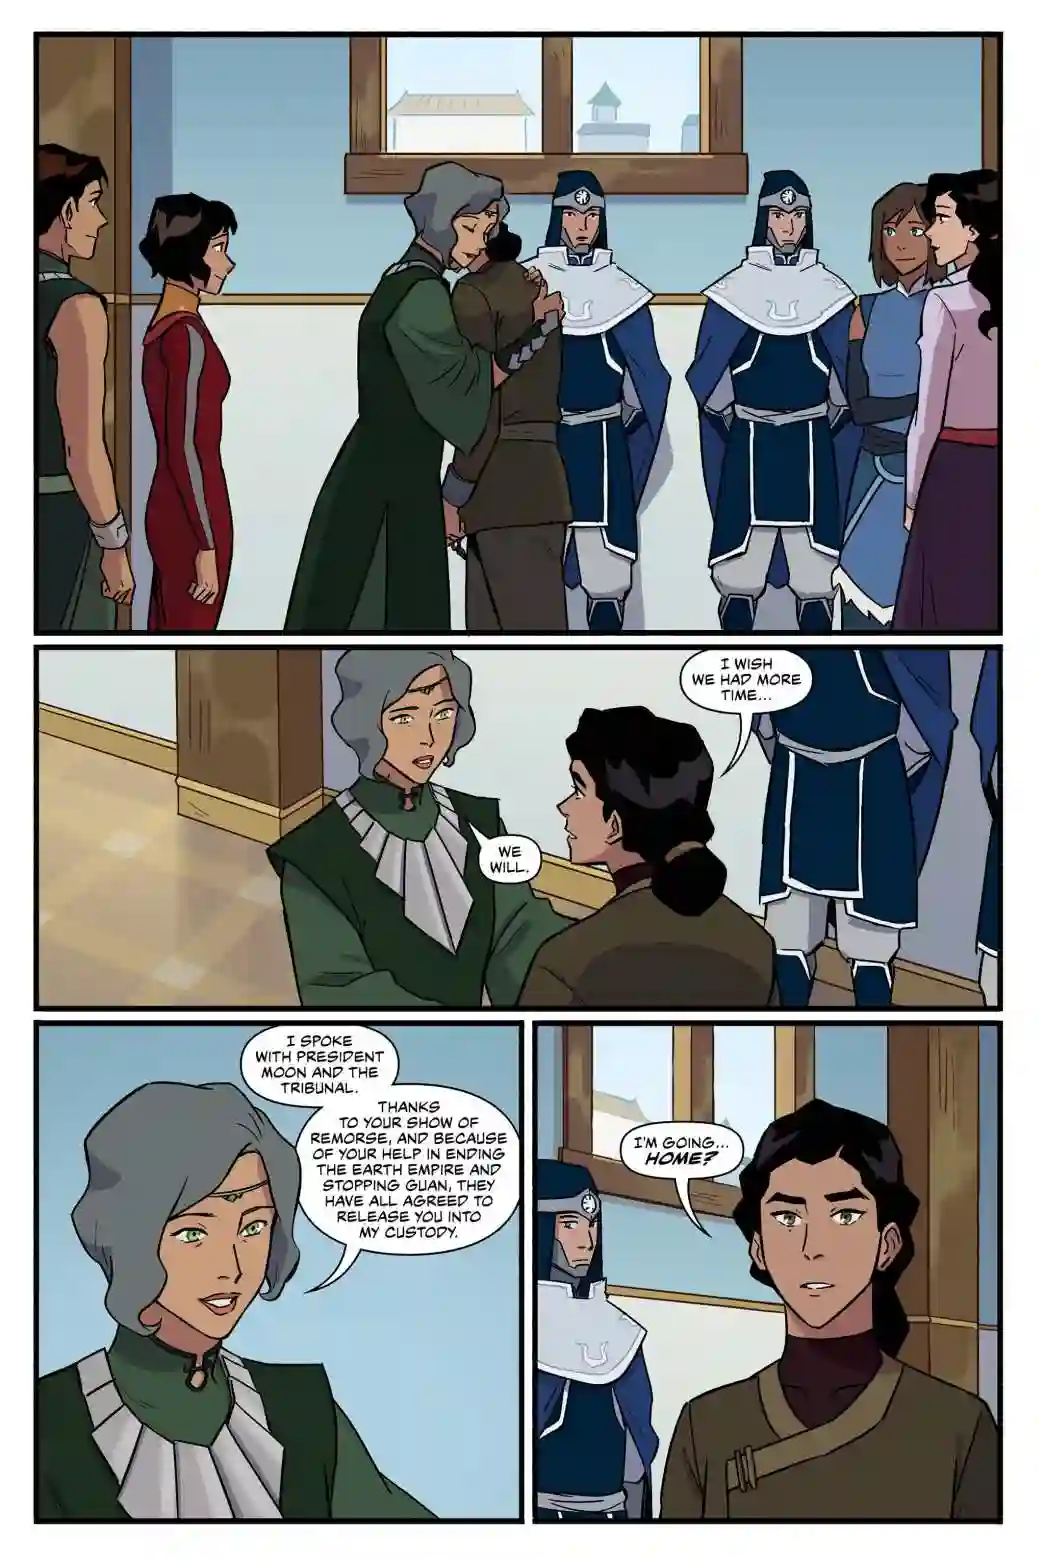 I WISH
WE HAD MORE
TIME...
WE
WILL.
I SPOKE
WITH PRESIDENT
MOON AND THE
TRIBUNAL.
THANKS
TO YOUR SHOW OF
REMORSE, AND BECAUSE
OF YOUR HELP IN ENDING
THE EARTH EMPIRE AND
STOPPING GUAN, THEY
HAVE ALL AGREED TO
RELEASE YOU INTO
MY CUSTODY.
I'M GOING...
HOME?